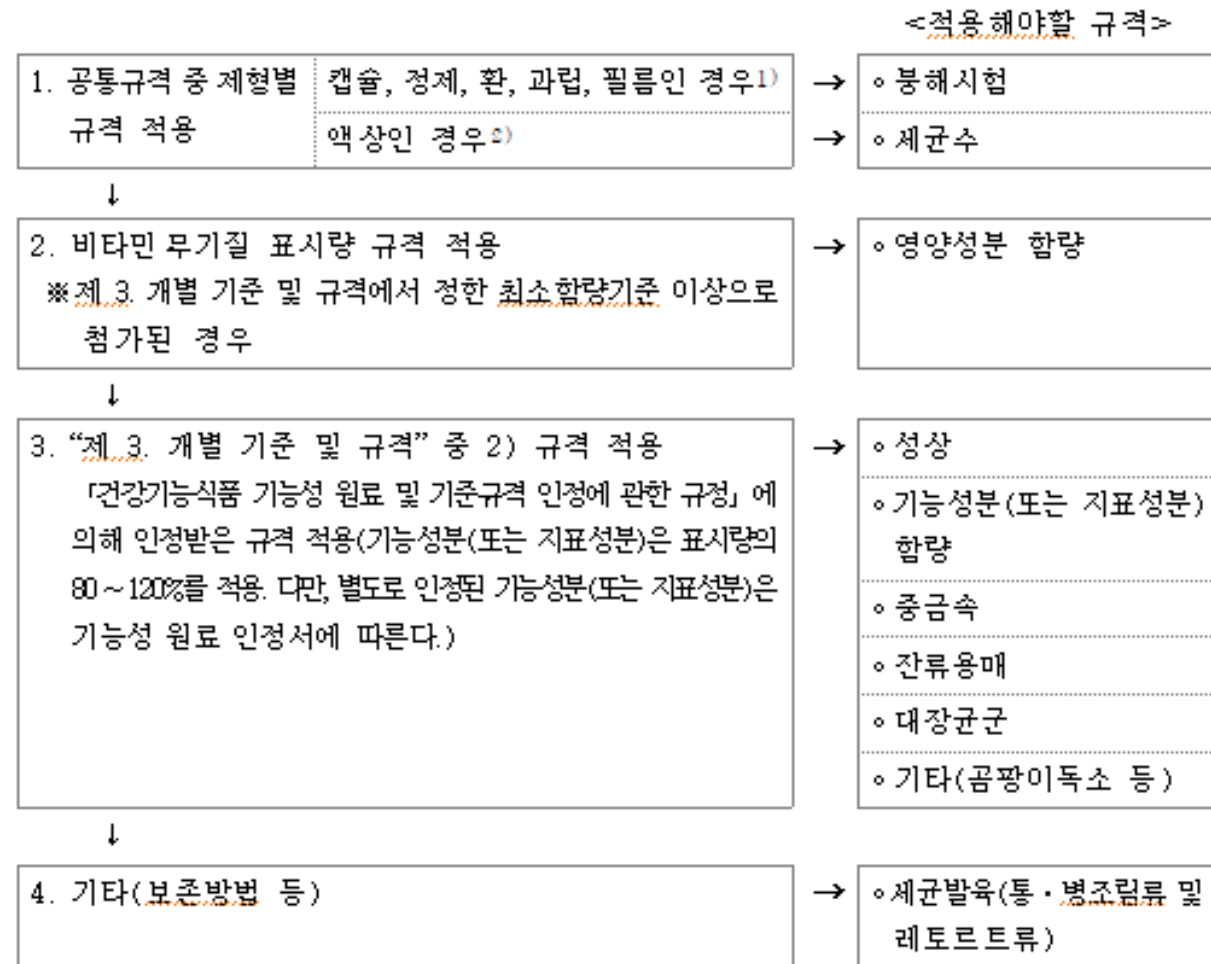 <적용해야할 규격>
1. 공통규격 중 제형별 규격 적용
캡슐, 정제, 환, 과립, 필름인 경우1) → ∘붕해시험
액상인 경우2) → ∘세균수
↓
2. 비타민 무기질 표시량 규격 적용 → ∘영양성분 함량
※제 3. 개별 기준 및 규격에서 정한 최소함량기준 이상으로
첨가된 경우
↓
3. “제 3. 개별 기준 및 규격” 중 2) 규격 적용 →
「건강기능식품 기능성 원료 및 기준규격 인정에 관한 규정」에
의해 인정받은 규격 적용(기능성분(또는 지표성분)은 표시량의
80～120%를 적용. 다만, 별도로 인정된 기능성분(또는 지표성분)은
기능성 원료 인정서에 따른다.)
∘성상
∘기능성분(또는 지표성분)
함량
∘중금속
∘잔류용매
∘대장균군
∘기타(곰팡이독소 등)
↓
4. 기타(보존방법 등) → ∘세균발육(통·병조림류 및
레토르트류)